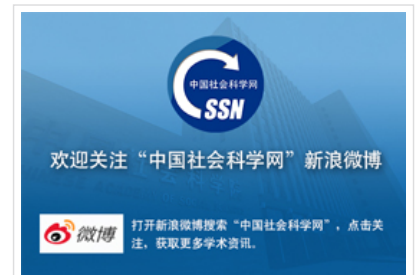 中国社会科学网
CSSN
欢迎关注“中国社会科学网”新浪微博
微博
打开新浪微博搜索“中国社会科学网”，点击关
注，获取更多学术资讯。